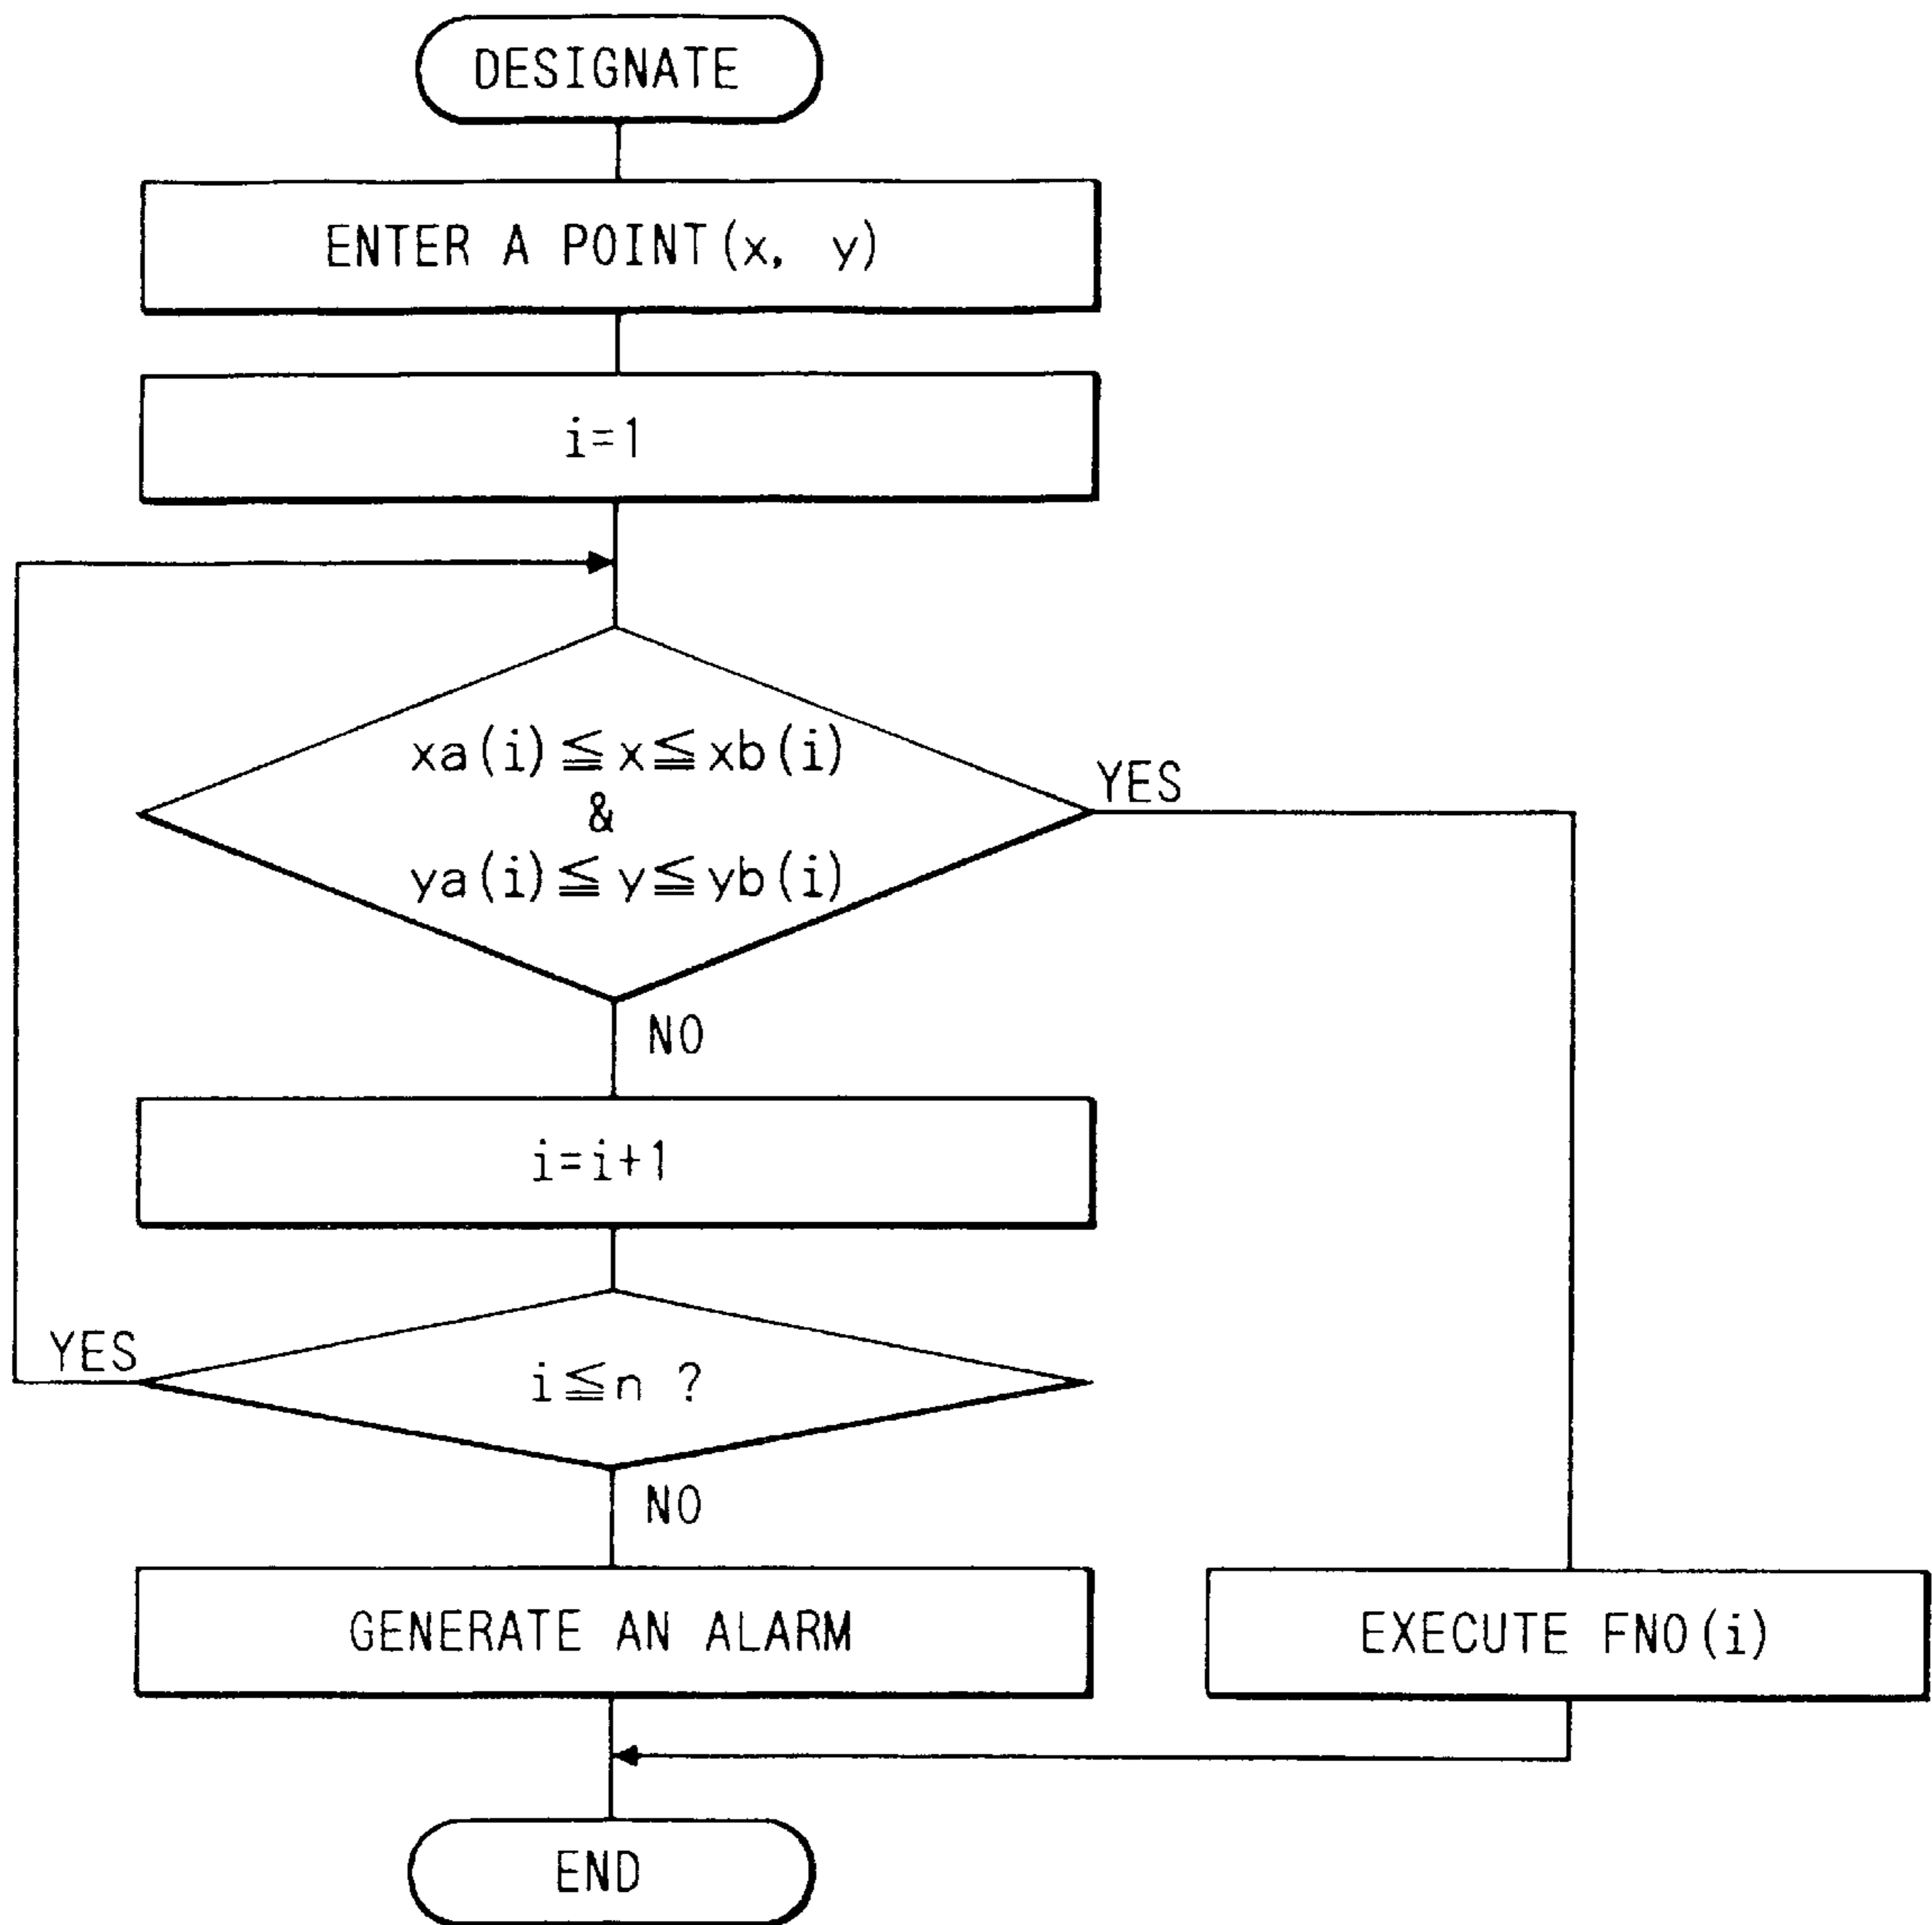 DESIGNATE
ENTER A POINT(x, y)
i=1
xa(i)≦x≦xb(i)
&
ya(i)≦y≦yb(i)
YES
NO
i=i+1
YES
i≦n ?
NO
GENERATE AN ALARM
EXECUTE FNO(i)
END